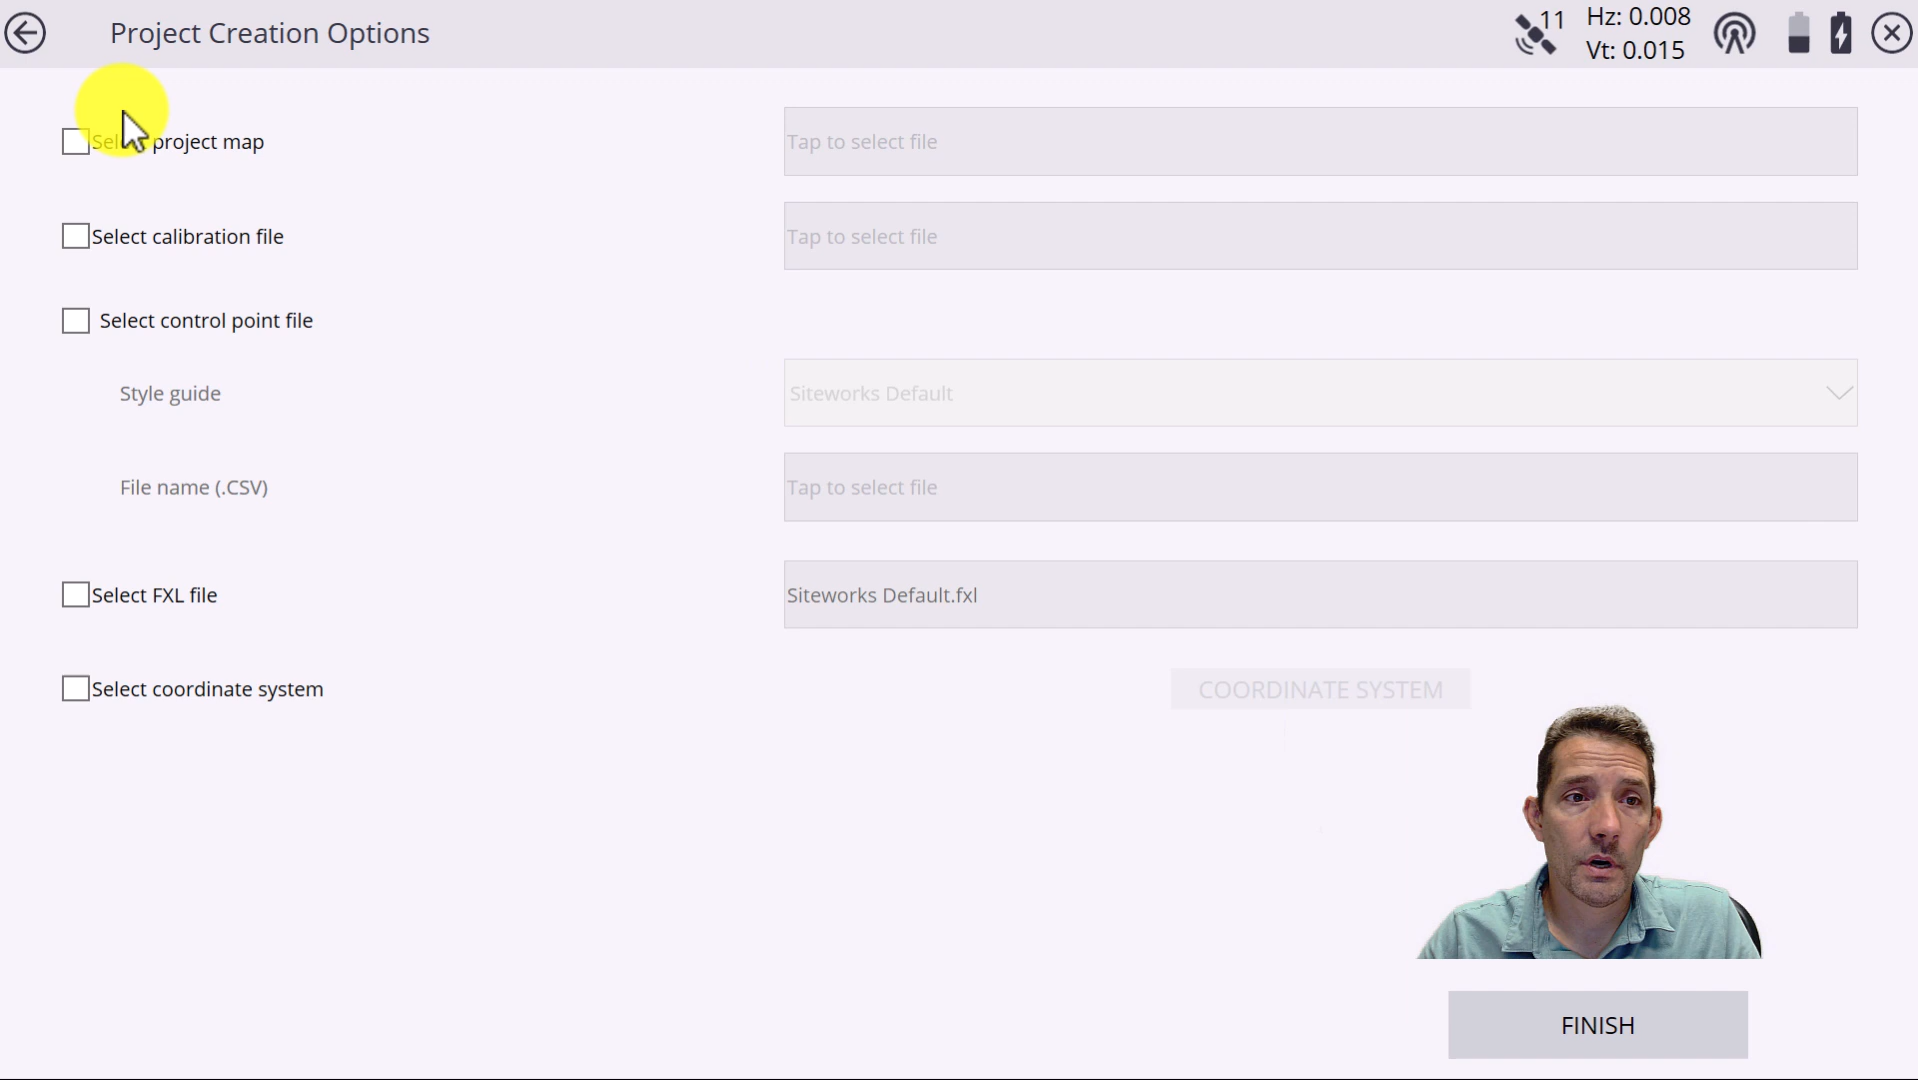 Project Creation Options
11
Hz: 0.008
Vt: 0.015
Select project map
Tap to select file
Select calibration file
Tap to select file
Select control point file
Style guide
Siteworks Default
File name (.CSV)
Tap to select file
Select FXL file
Siteworks Default.fxl
Select coordinate system
COORDINATE SYSTEM
FINISH